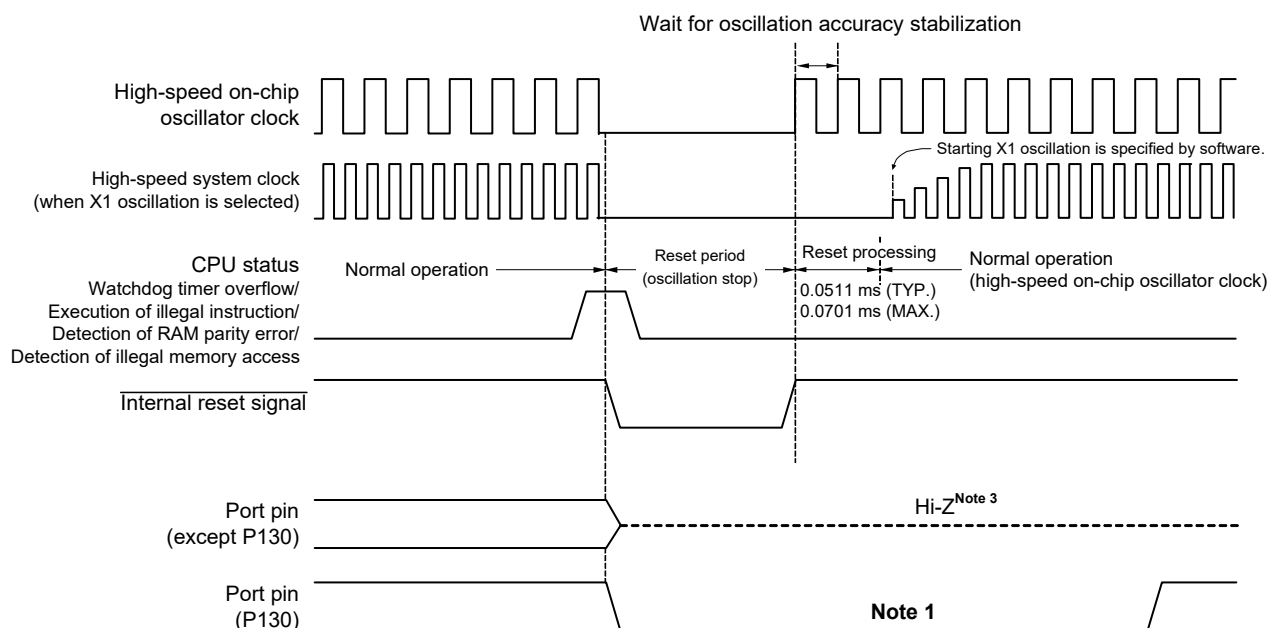 Wait for oscillation accuracy stabilization
High-speed on-chip
oscillator clock
Starting X1 oscillation is specified by software.
High-speed system clock
(when X1 oscillation is selected)
CPU status
Normal operation
Reset period
(oscillation stop)
Reset processing
0.0511 ms (TYP.)
0.0701 ms (MAX.)
Normal operation
(high-speed on-chip oscillator clock)
Watchdog timer overflow/
Execution of illegal instruction/
Detection of RAM parity error/
Detection of illegal memory access
Internal reset signal
Port pin
(except P130)
Hi-Z Note 3
Port pin
(P130)
Note 1